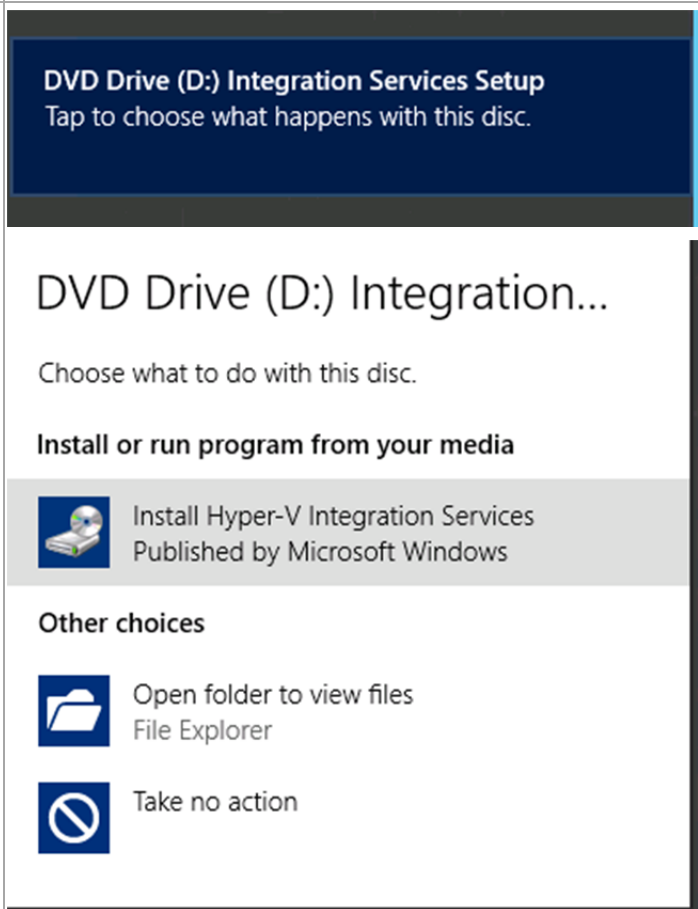 DVD Drive (D:) Integration Services Setup
Tap to choose what happens with this disc.
DVD Drive (D:) Integration...
Choose what to do with this disc.
Install or run program from your media
Install Hyper-V Integration Services
Published by Microsoft Windows
Other choices
Open folder to view files
File Explorer
Take no action